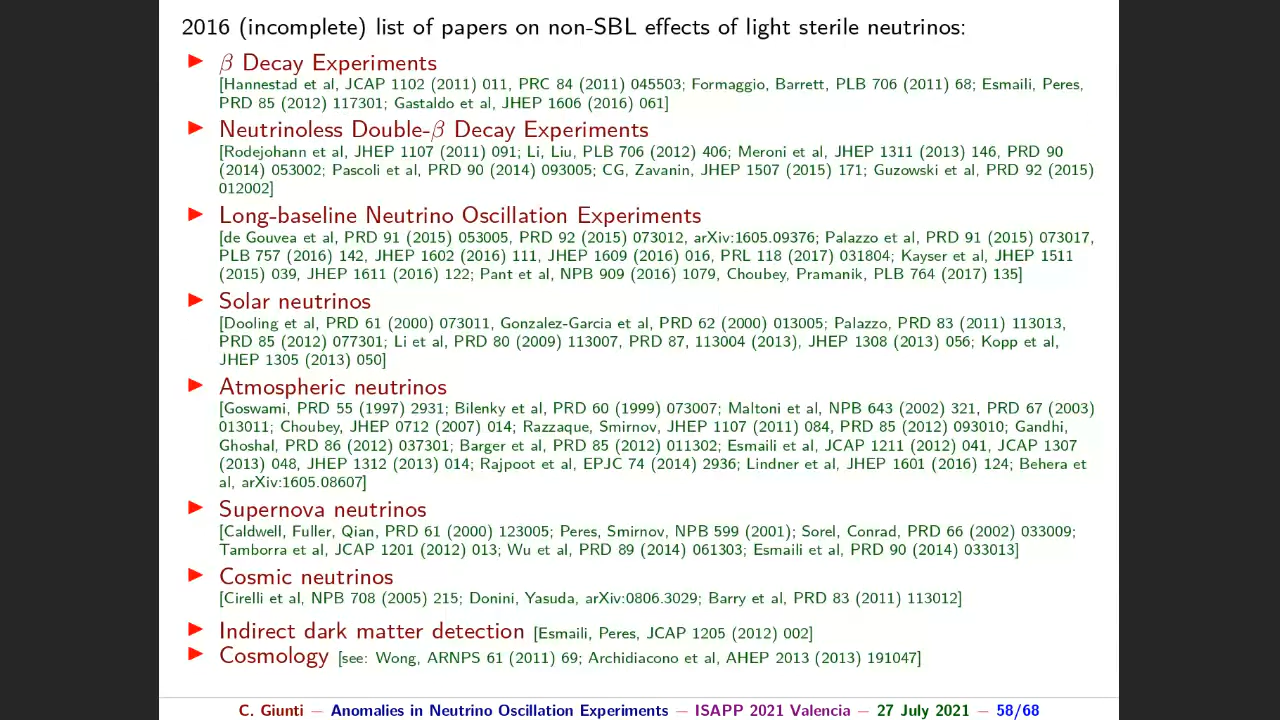 2016 (incomplete) list of papers on non-SBL effects of light sterile neutrinos:
β Decay Experiments
[Hannestad et al, JCAP 1102 (2011) 011, PRC 84 (2011) 045503; Formaggio, Barrett, PLB 706 (2011) 68; Esmaili, Peres,
PRD 85 (2012) 117301; Gastaldo et al, JHEP 1606 (2016) 061]
Neutrinoless Double-β Decay Experiments
[Rodejohann et al, JHEP 1107 (2011) 091; Li, Liu, PLB 706 (2012) 406; Meroni et al, JHEP 1311 (2013) 146, PRD 90
(2014) 053002; Pascoli et al, PRD 90 (2014) 093005; CG, Zavanin, JHEP 1507 (2015) 171; Guzowski et al, PRD 92 (2015)
012002]
Long-baseline Neutrino Oscillation Experiments
[de Gouvea et al, PRD 91 (2015) 053005, PRD 92 (2015) 073012, arXiv:1605.09376; Palazzo et al, PRD 91 (2015) 073017,
PLB 757 (2016) 142, JHEP 1602 (2016) 111, JHEP 1609 (2016) 016, PRL 118 (2017) 031804; Kayser et al, JHEP 1511
(2015) 039, JHEP 1611 (2016) 122; Pant et al, NPB 909 (2016) 1079, Choubey, Pramanik, PLB 764 (2017) 135]
Solar neutrinos
[Dooling et al, PRD 61 (2000) 073011, Gonzalez-Garcia et al, PRD 62 (2000) 013005; Palazzo, PRD 83 (2011) 113013,
PRD 85 (2012) 077301; Li et al, PRD 80 (2009) 113007, PRD 87, 113004 (2013), JHEP 1308 (2013) 056; Kopp et al,
JHEP 1305 (2013) 050]
Atmospheric neutrinos
[Goswami, PRD 55 (1997) 2931; Bilenky et al, PRD 60 (1999) 073007; Maltoni et al, NPB 643 (2002) 321, PRD 67 (2003)
013011; Choubey, JHEP 0712 (2007) 014; Razzaque, Smirnov, JHEP 1107 (2011) 084, PRD 85 (2012) 093010; Gandhi,
Ghoshal, PRD 86 (2012) 037301; Barger et al, PRD 85 (2012) 011302; Esmaili et al, JCAP 1211 (2012) 041, JCAP 1307
(2013) 048, JHEP 1312 (2013) 014; Rajpoot et al, EPJC 74 (2014) 2936; Lindner et al, JHEP 1601 (2016) 124; Behera et
al, arXiv:1605.08607]
Supernova neutrinos
[Caldwell, Fuller, Qian, PRD 61 (2000) 123005; Peres, Smirnov, NPB 599 (2001); Sorel, Conrad, PRD 66 (2002) 033009;
Tamborra et al, JCAP 1201 (2012) 013; Wu et al, PRD 89 (2014) 061303; Esmaili et al, PRD 90 (2014) 033013]
Cosmic neutrinos
[Cirelli et al, NPB 708 (2005) 215; Donini, Yasuda, arXiv:0806.3029; Barry et al, PRD 83 (2011) 113012]
Indirect dark matter detection [Esmaili, Peres, JCAP 1205 (2012) 002]
Cosmology [see: Wong, ARNPS 61 (2011) 69; Archidiacono et al, AHEP 2013 (2013) 191047]
C. Giunti − Anomalies in Neutrino Oscillation Experiments − ISAPP 2021 Valencia − 27 July 2021 − 58/68